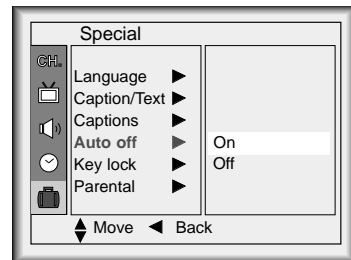 Special
CH.
Language
Caption/Text
Captions
Auto off
On
Key lock
Off
Parental
Move Back